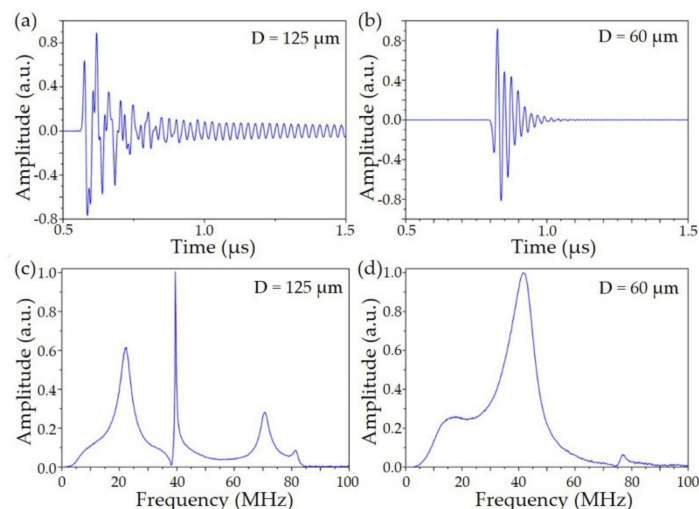 (a)
D = 125 μm
Amplitude (a.u.)
0.8
0.4
0.0
-0.4
-0.8
0.5
1.0
1.5
Time (μs)
(b)
D = 60 μm
Amplitude (a.u.)
0.8
0.4
0.0
-0.4
-0.8
0.5
1.0
1.5
Time (μs)
(c)
D = 125 μm
Amplitude (a.u.)
1.0
0.8
0.6
0.4
0.2
0.0
0
20
40
60
80
100
Frequency (MHz)
(d)
D = 60 μm
Amplitude (a.u.)
1.0
0.8
0.6
0.4
0.2
0.0
0
20
40
60
80
100
Frequency (MHz)